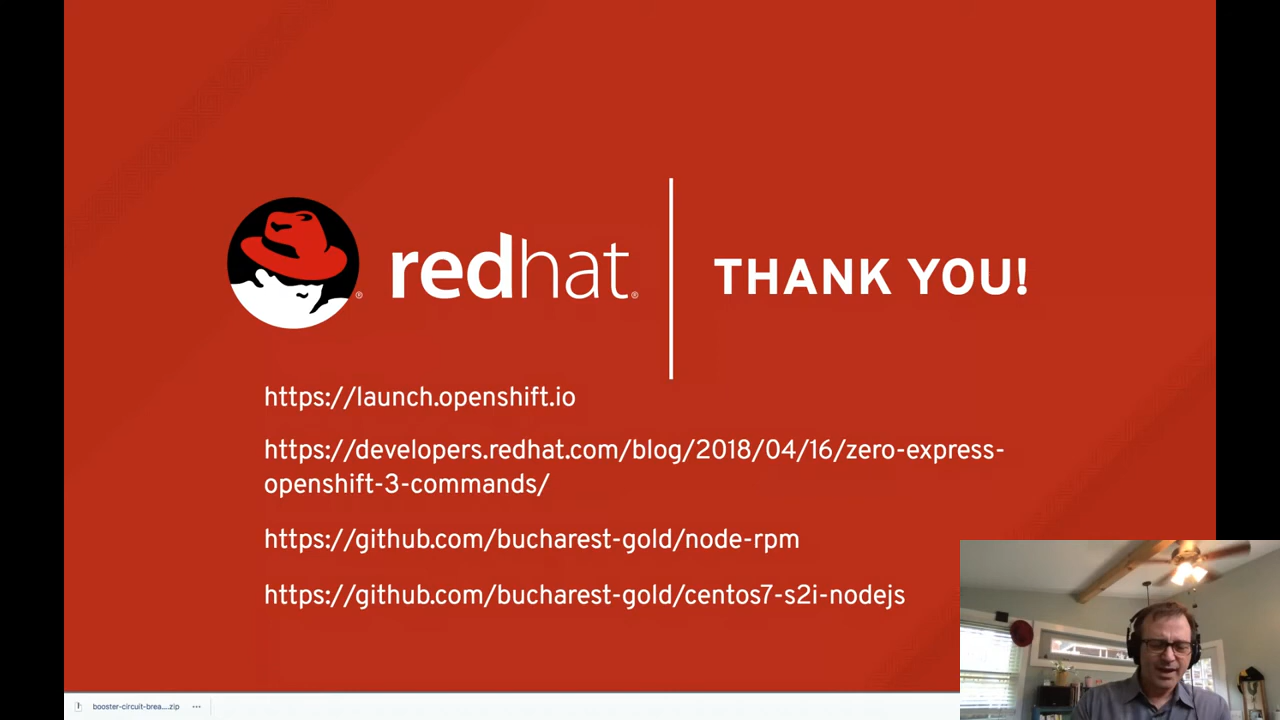 redhat®
THANK YOU!
https://launch.openshift.io
https://developers.redhat.com/blog/2018/04/16/zero-express-
openshift-3-commands/
https://github.com/bucharest-gold/node-rpm
https://github.com/bucharest-gold/centos7-s2i-nodejs
booster-circuit-brea....zip